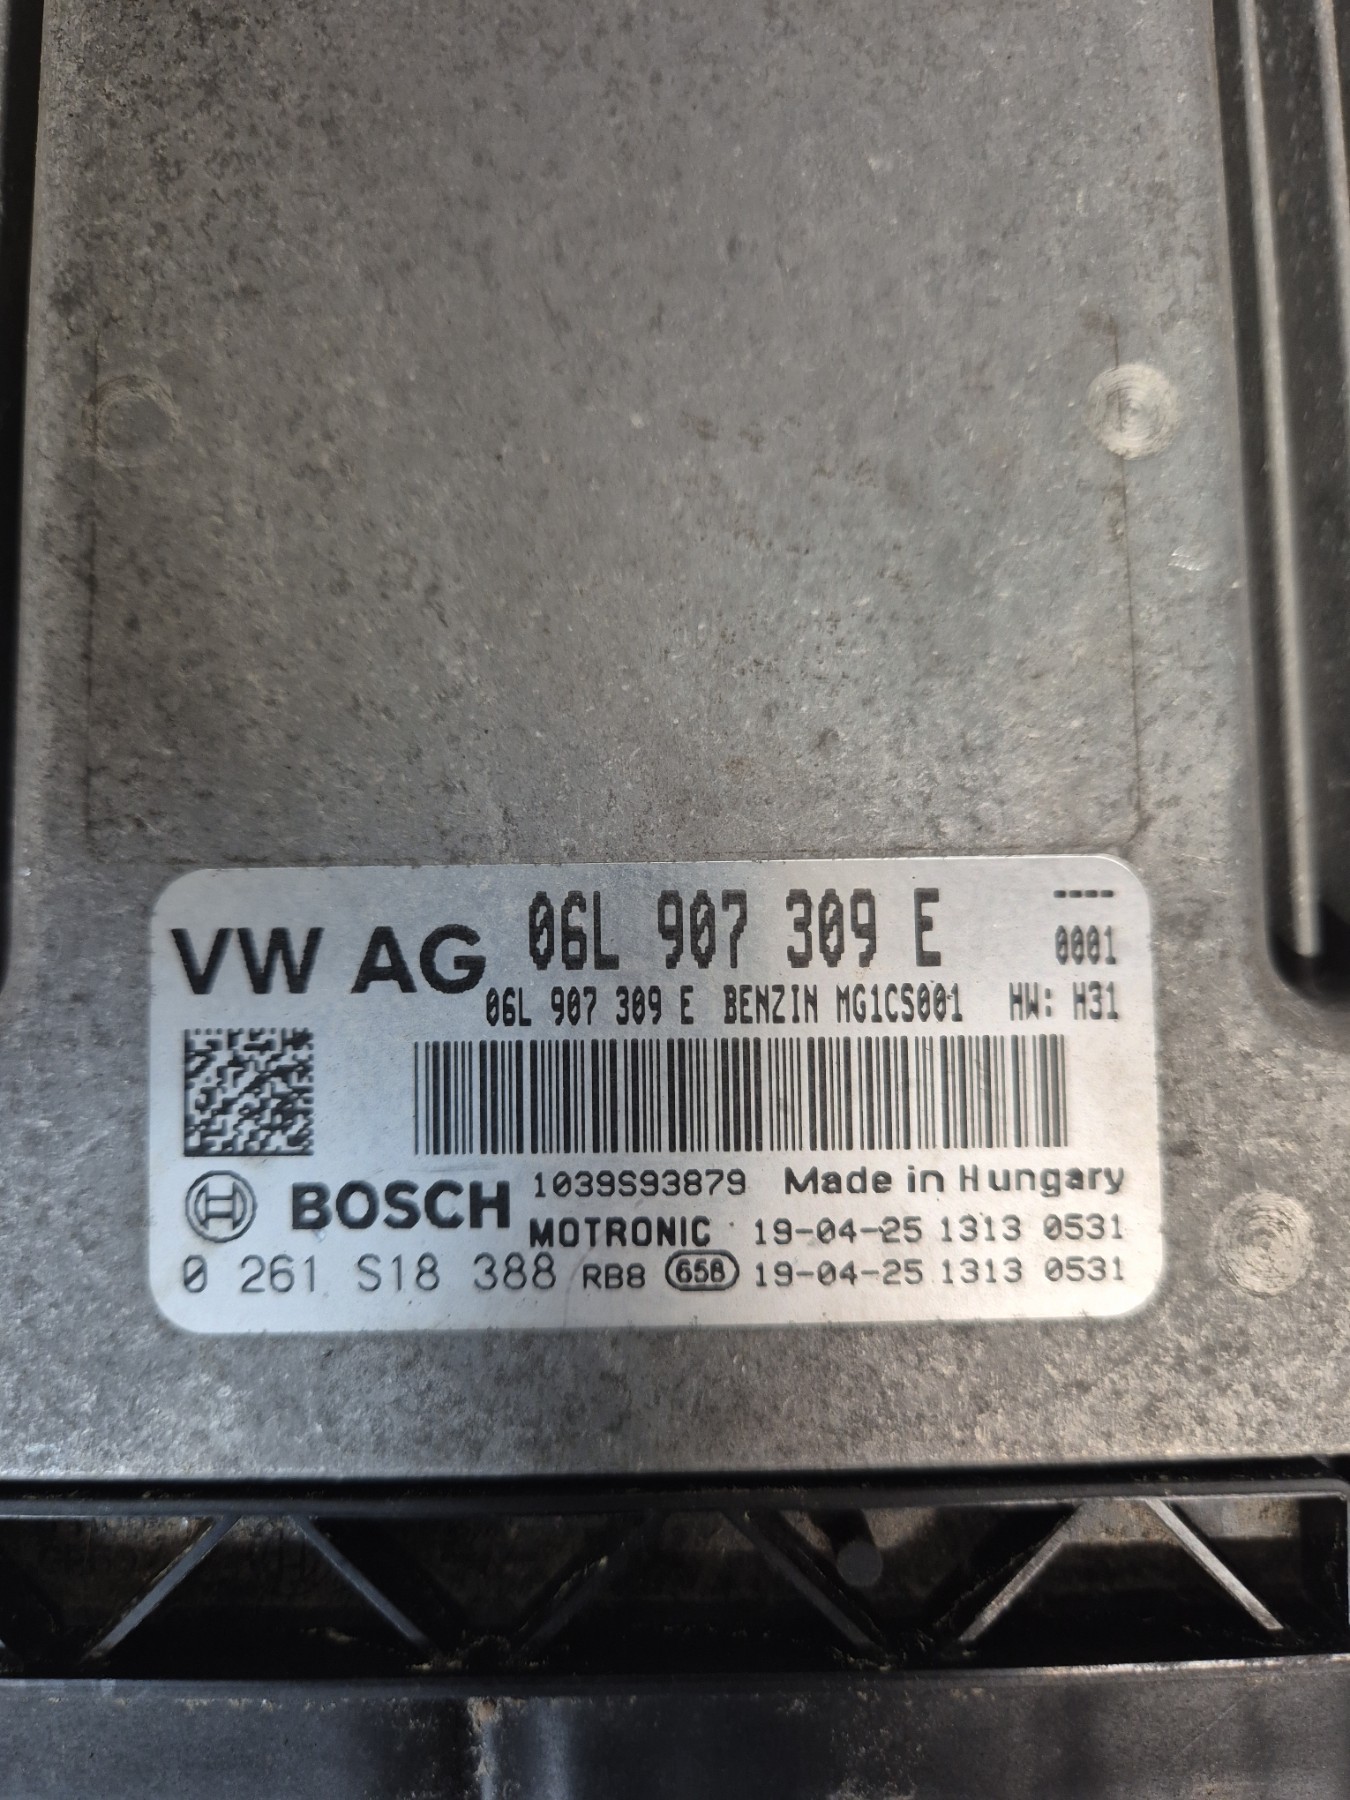 VW AG 06L 907 309 E ----
0001
06L 907 309 E BENZIN MG1CS001 HW: H31
BOSCH 1039S93879 Made in Hungary
MOTRONIC 19-04-25 1313 0531
0 261 S18 388 RB8 658 19-04-25 1313 0531